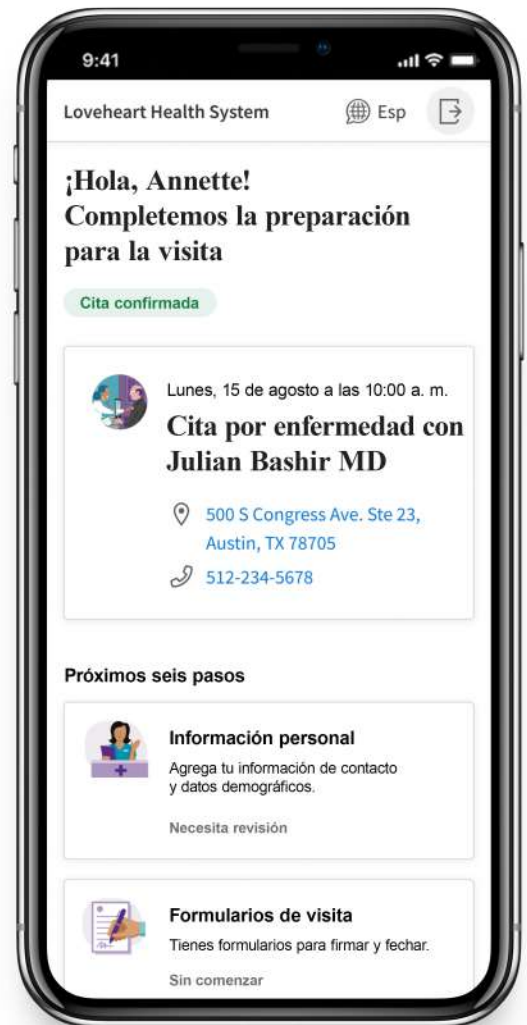 9:41
Loveheart Health System
Esp
¡Hola, Annette!
Completemos la preparación
para la visita
Cita confirmada
Lunes, 15 de agosto a las 10:00 a. m.
Cita por enfermedad con
Julian Bashir MD
500 S Congress Ave. Ste 23,
Austin, TX 78705
512-234-5678
Próximos seis pasos
Información personal
Agrega tu información de contacto
y datos demográficos.
Necesita revisión
Formularios de visita
Tienes formularios para firmar y fechar.
Sin comenzar